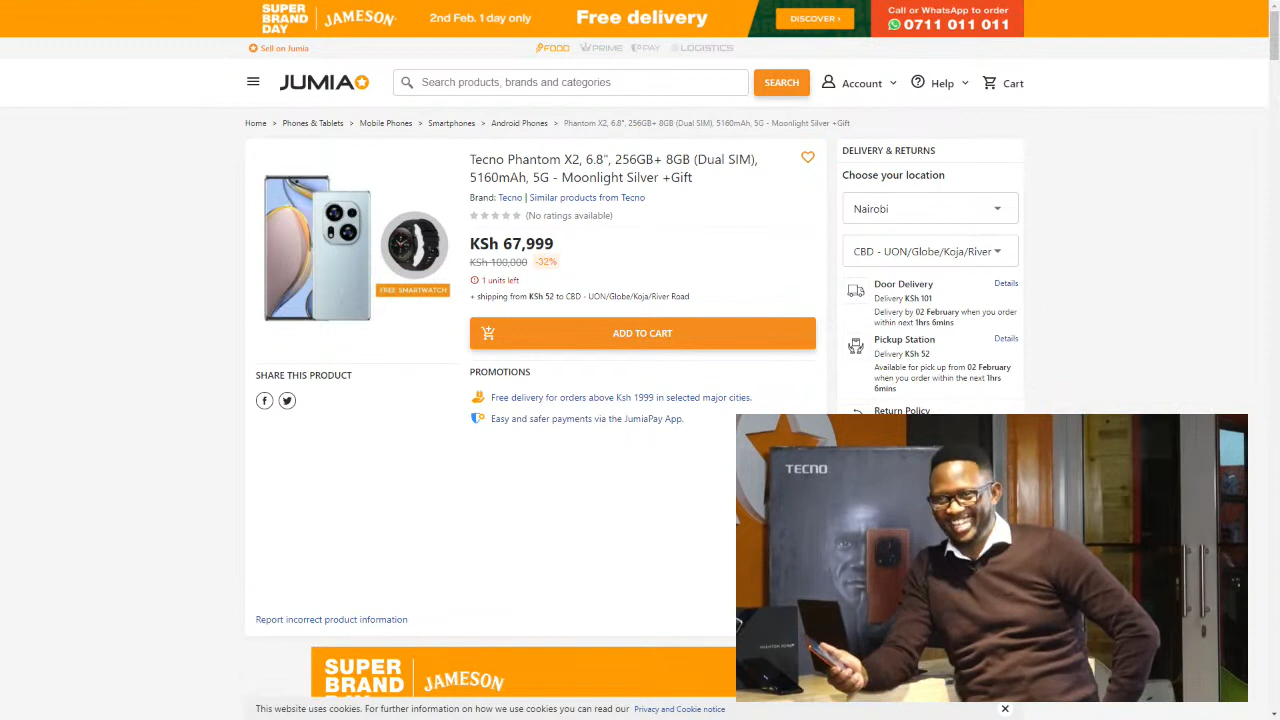 SUPER
BRAND
DAY
JAMESON
2nd Feb. 1 day only
Free delivery
DISCOVER ›
Call or WhatsApp to order
0711 011 011
Sell on Jumia
FOOD
PRIME
PAY
LOGISTICS
JUMIA
Search products, brands and categories
SEARCH
Account
Help
Cart
Home > Phones & Tablets > Mobile Phones > Smartphones > Android Phones > Phantom X2, 6.8", 256GB+ 8GB (Dual SIM), 5160mAh, 5G - Moonlight Silver +Gift
FREE SMARTWATCH
SHARE THIS PRODUCT
Report incorrect product information
Tecno Phantom X2, 6.8", 256GB+ 8GB (Dual SIM),
5160mAh, 5G - Moonlight Silver +Gift
Brand: Tecno | Similar products from Tecno
(No ratings available)
KSh 67,999
KSh 100,000 -32%
1 units left
+ shipping from KSh 52 to CBD - UON/Globe/Koja/River Road
ADD TO CART
PROMOTIONS
Free delivery for orders above Ksh 1999 in selected major cities.
Easy and safer payments via the JumiaPay App.
DELIVERY & RETURNS
Choose your location
Nairobi
CBD - UON/Globe/Koja/River
Door Delivery
Details
Delivery KSh 101
Delivery by 02 February when you order
within next 1hrs 6mins
Pickup Station
Details
Delivery KSh 52
Available for pick up from 02 February
when you order within the next 1hrs
6mins
Return Policy
TECNO
SUPER
BRAND
DAY
JAMESON
This website uses cookies. For further information on how we use cookies you can read our Privacy and Cookie notice